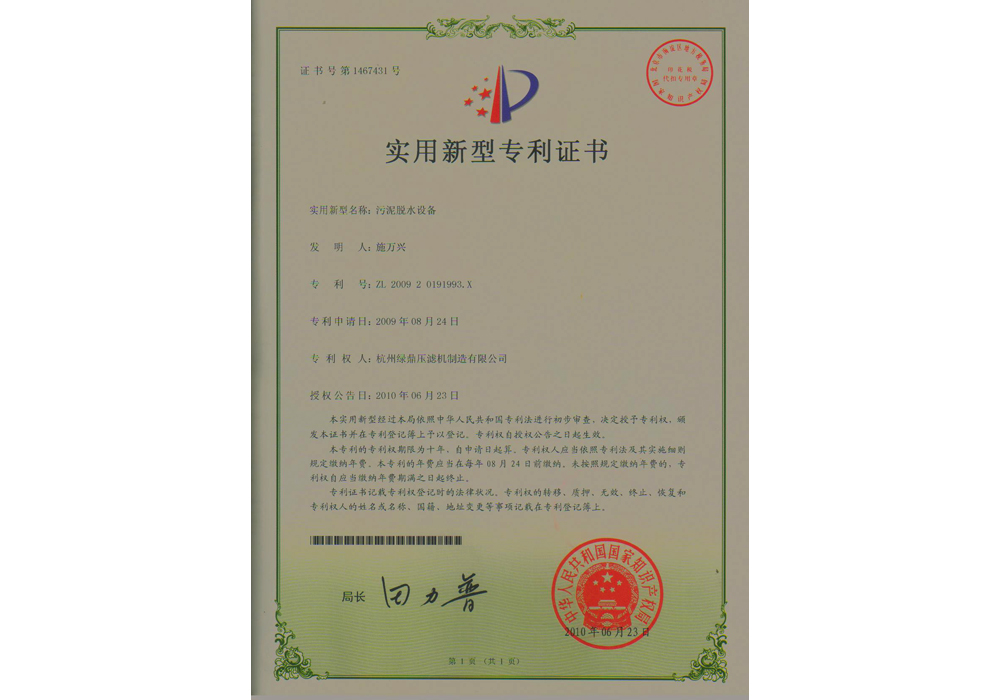 证书号第1467431号
实用新型专利证书
实用新型名称：污泥脱水设备
发 明 人：施万兴
专 利 号：ZL 2009 2 0191993.X
专利申请日：2009年08月24日
专 利 权 人：杭州绿鼎压滤机制造有限公司
授权公告日：2010年06月23日
本实用新型经过本局依照中华人民共和国专利法进行初步审查，决定授予专利权，颁
发本证书并在专利登记簿上予以登记。专利权自授权公告之日起生效。
本专利的专利权期限为十年，自申请日起算。专利权人应当依照专利法及其实施细则
规定缴纳年费。本专利的年费应当在每年08月24日前缴纳。未按照规定缴纳年费的，专
利权自应当缴纳年费期满之日起终止。
专利证书记载专利权登记时的法律状况。专利权的转移、质押、无效、终止、恢复和
专利权人的姓名或名称、国籍、地址变更等事项记载在专利登记簿上。
局长 田力普
中华人民共和国国家知识产权局
2010年06月23日
第1页（共1页）